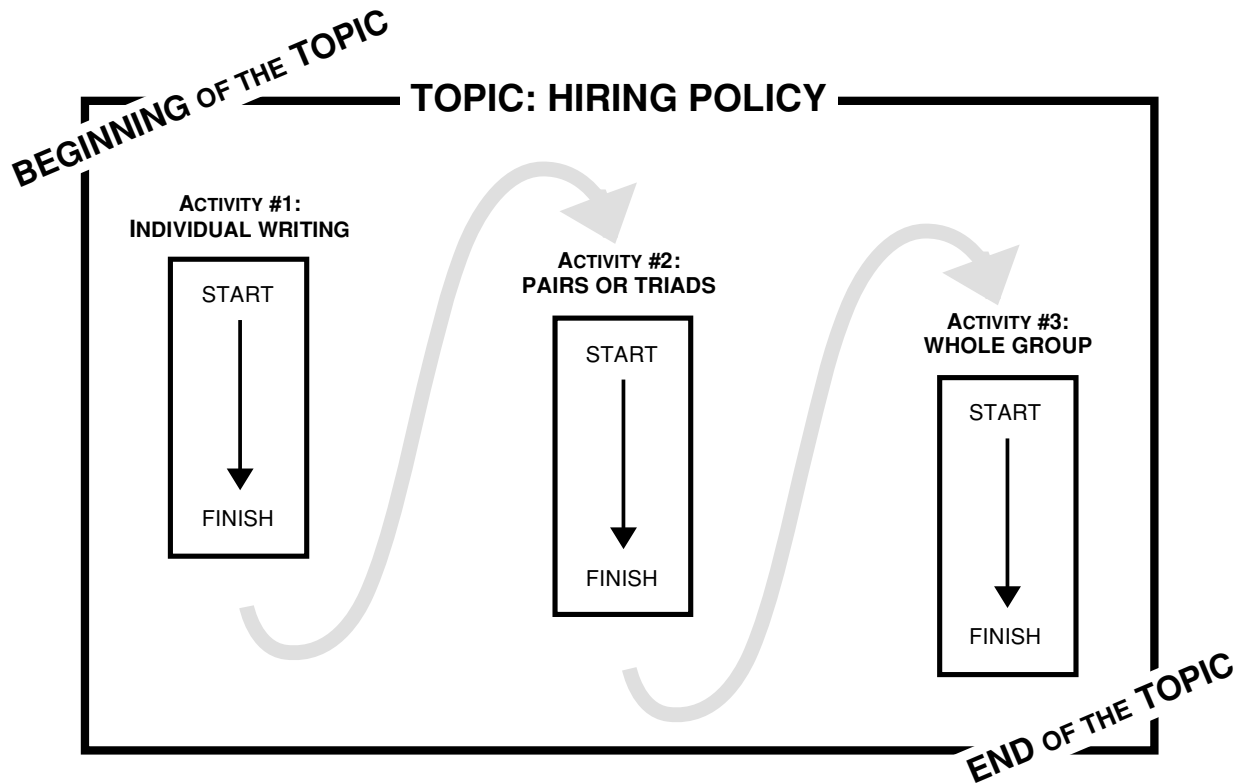 BEGINNING OF THE TOPIC
TOPIC: HIRING POLICY
ACTIVITY #1:
INDIVIDUAL WRITING
START
FINISH
ACTIVITY #2:
PAIRS OR TRIADS
START
FINISH
ACTIVITY #3:
WHOLE GROUP
START
FINISH
END OF THE TOPIC